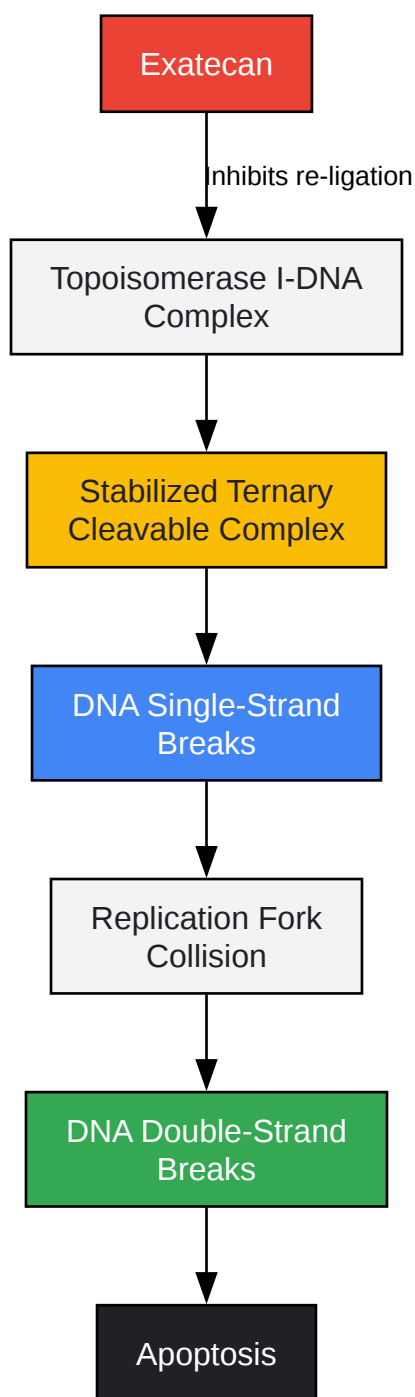 Exatecan
Inhibits re-ligation
Topoisomerase I-DNA
Complex
Stabilized Ternary
Cleavable Complex
DNA Single-Strand
Breaks
Replication Fork
Collision
DNA Double-Strand
Breaks
Apoptosis